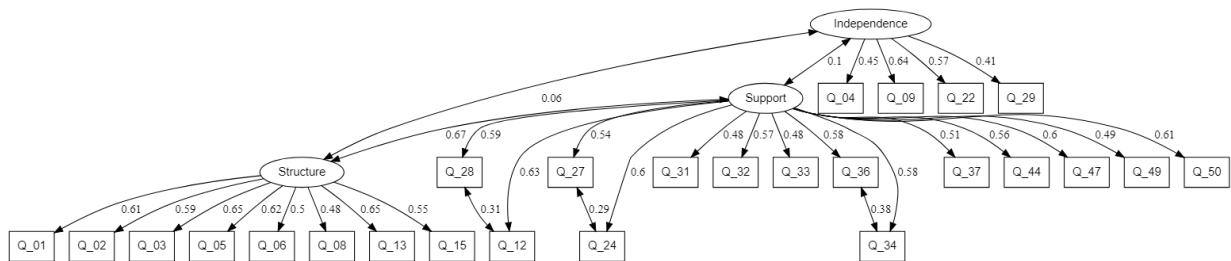 Independence
0.1 0.45 0.64 0.57 0.41
Support Q_04 Q_09 Q_22 Q_29
0.06
0.67 0.59 0.54 0.48 0.57 0.48 0.58 0.51 0.56 0.6 0.49 0.61
Structure Q_28 0.63 Q_27 0.6 Q_31 Q_32 Q_33 Q_36 0.58 Q_37 Q_44 Q_47 Q_49 Q_50
0.61 0.59 0.65 0.62 0.5 0.48 0.65 0.55 0.31 0.29 0.38
Q_01 Q_02 Q_03 Q_05 Q_06 Q_08 Q_13 Q_15 Q_12 Q_24 Q_34